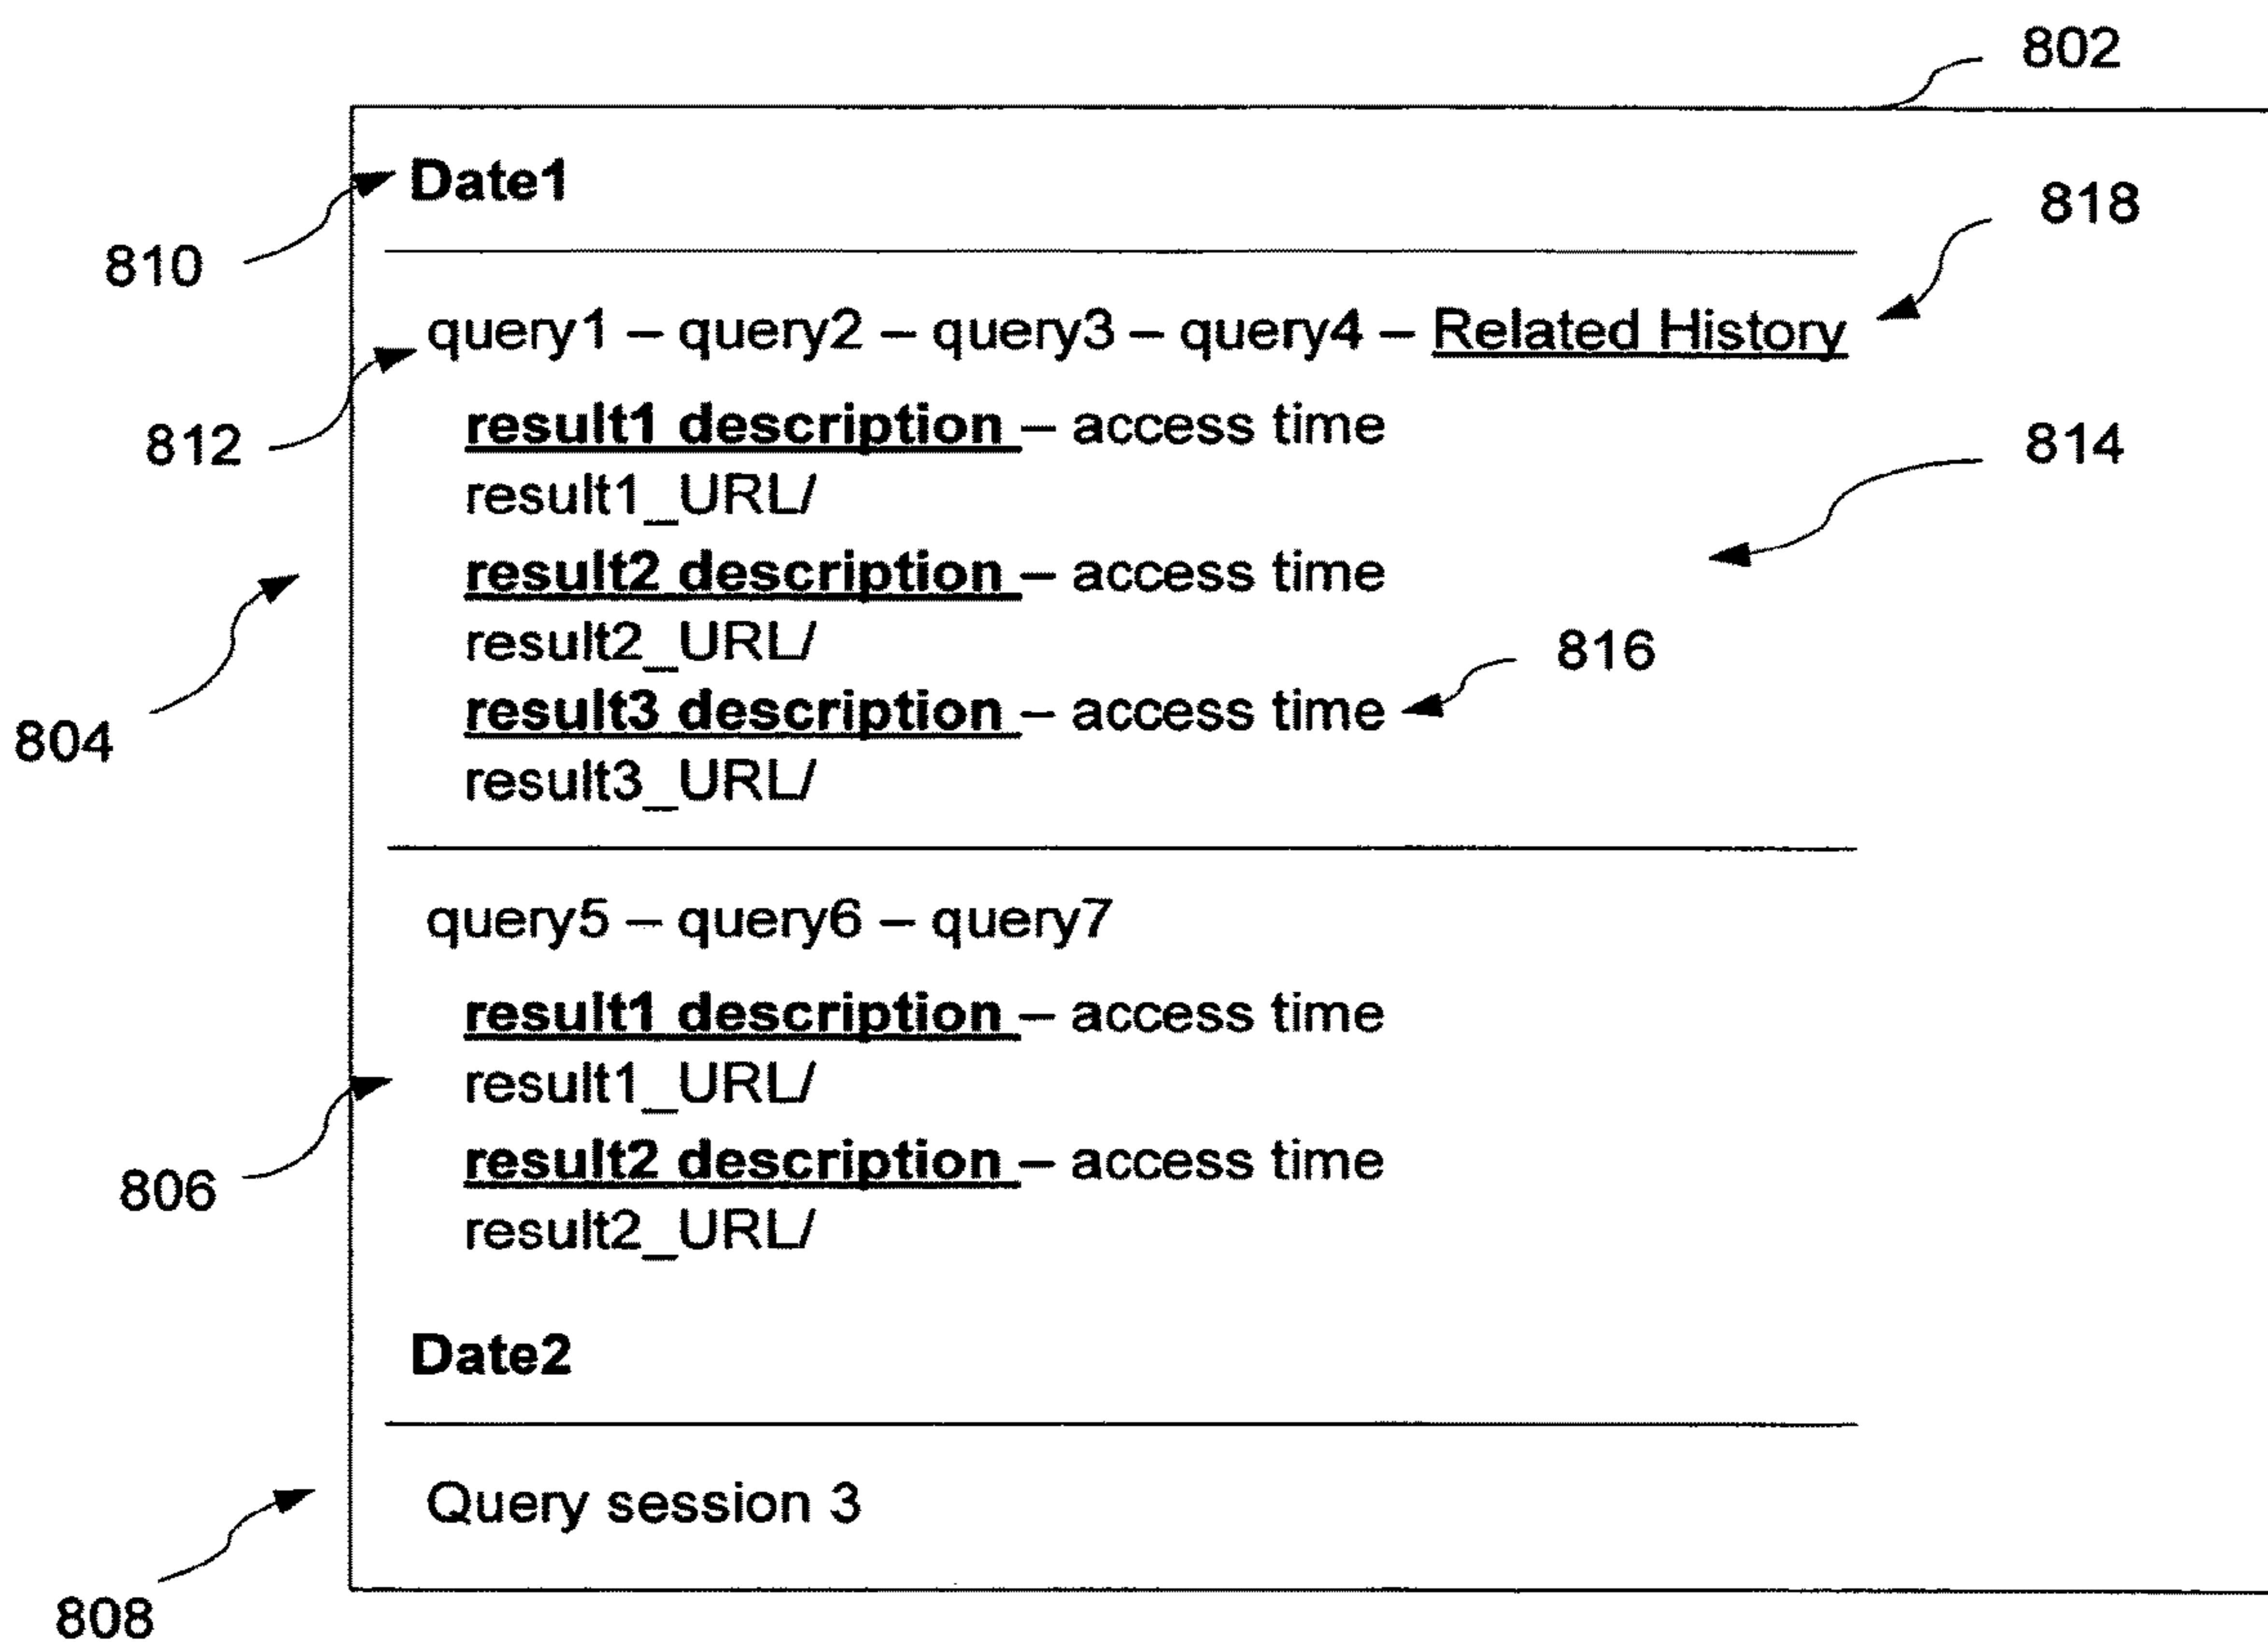 802
Date1
818
810
query1 – query2 – query3 – query4 – Related History
812
result1 description – access time
814
result1_URL/
result2 description – access time
result2_URL/
816
804
result3 description – access time
result3_URL/
query5 – query6 – query7
result1 description – access time
result1_URL/
806
result2 description – access time
result2_URL/
Date2
Query session 3
808